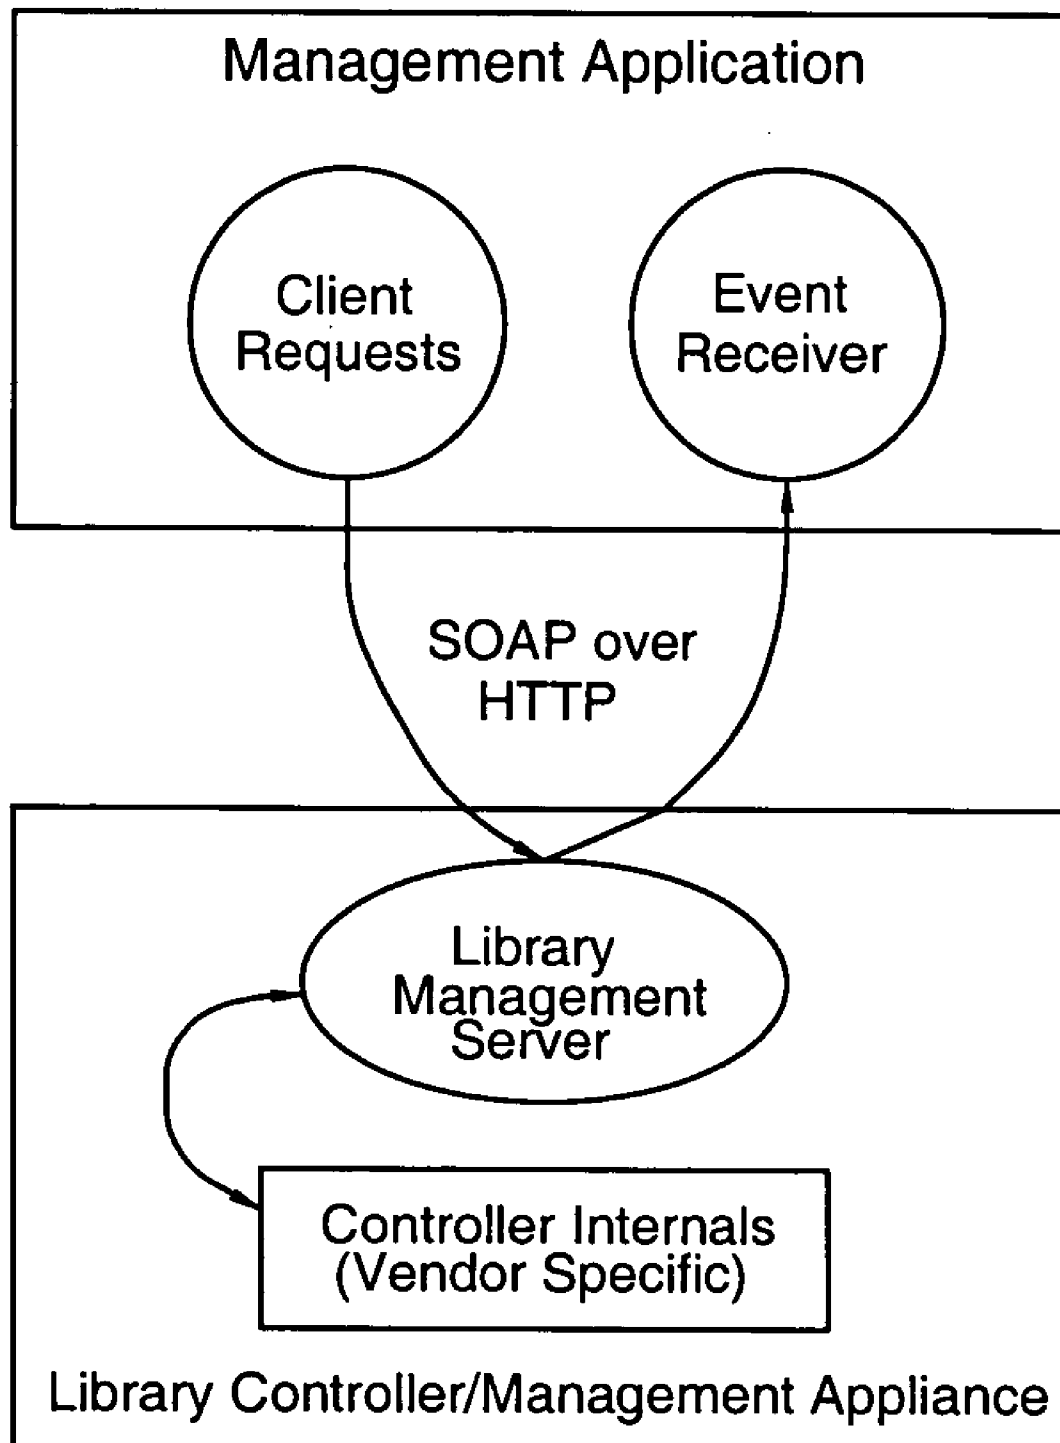 Management Application
Client
Requests
Event
Receiver
SOAP over
HTTP
Library
Management
Server
Controller Internals
(Vendor Specific)
Library Controller/Management Appliance